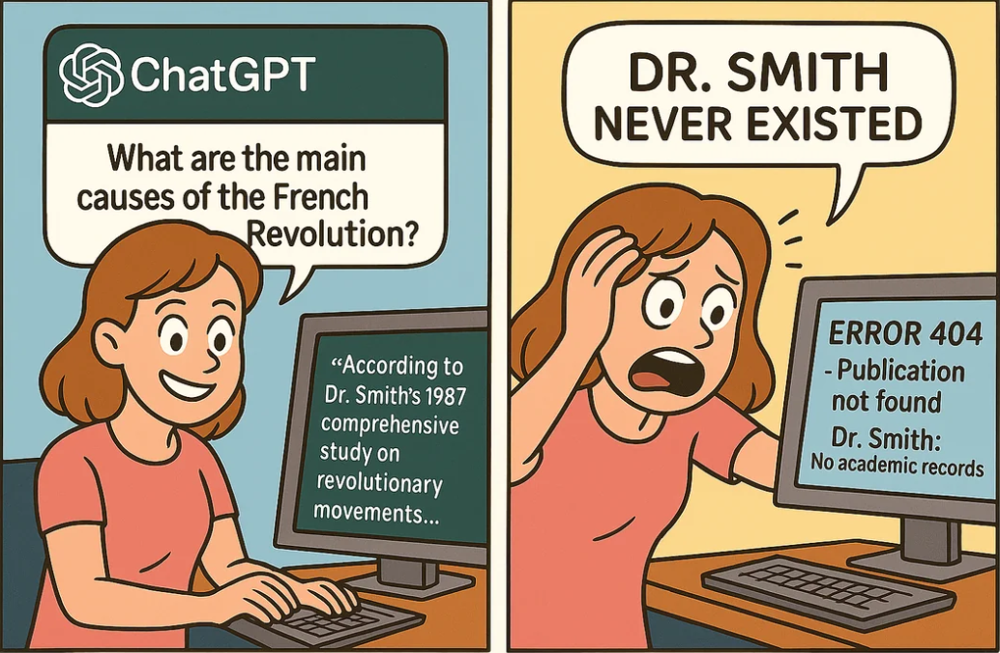 ChatGPT
What are the main
causes of the French
Revolution?
“According to
Dr. Smith's 1987
comprehensive
study on
revolutionary
movements...
DR. SMITH
NEVER EXISTED
ERROR 404
- Publication
not found
Dr. Smith:
No academic records